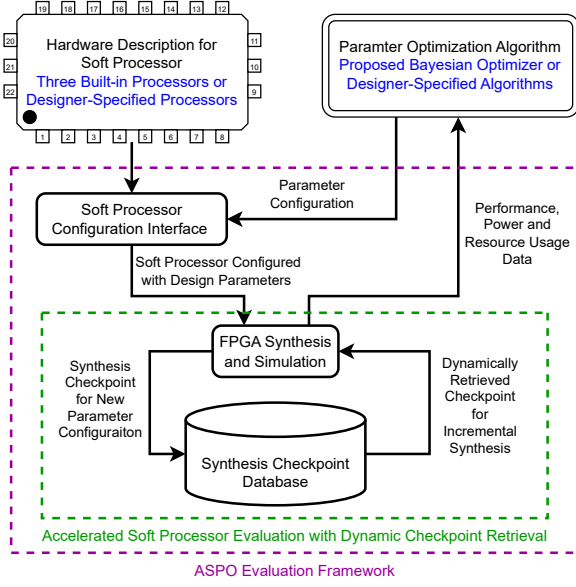 19 18 17 16 15 14 13 12
20
21
22
11
10
9
Hardware Description for
Soft Processor
Three Built-in Processors or
Designer-Specified Processors
1 2 3 4 5 6 7 8
Paramter Optimization Algorithm
Proposed Bayesian Optimizer or
Designer-Specified Algorithms
Soft Processor
Configuration Interface
Parameter
Configuration
Performance,
Power and
Resource Usage
Data
Soft Processor Configured
with Design Parameters
FPGA Synthesis
and Simulation
Synthesis
Checkpoint
for New
Parameter
Configuraiton
Dynamically
Retrieved
Checkpoint
for
Incremental
Synthesis
Synthesis Checkpoint
Database
Accelerated Soft Processor Evaluation with Dynamic Checkpoint Retrieval
ASPO Evaluation Framework